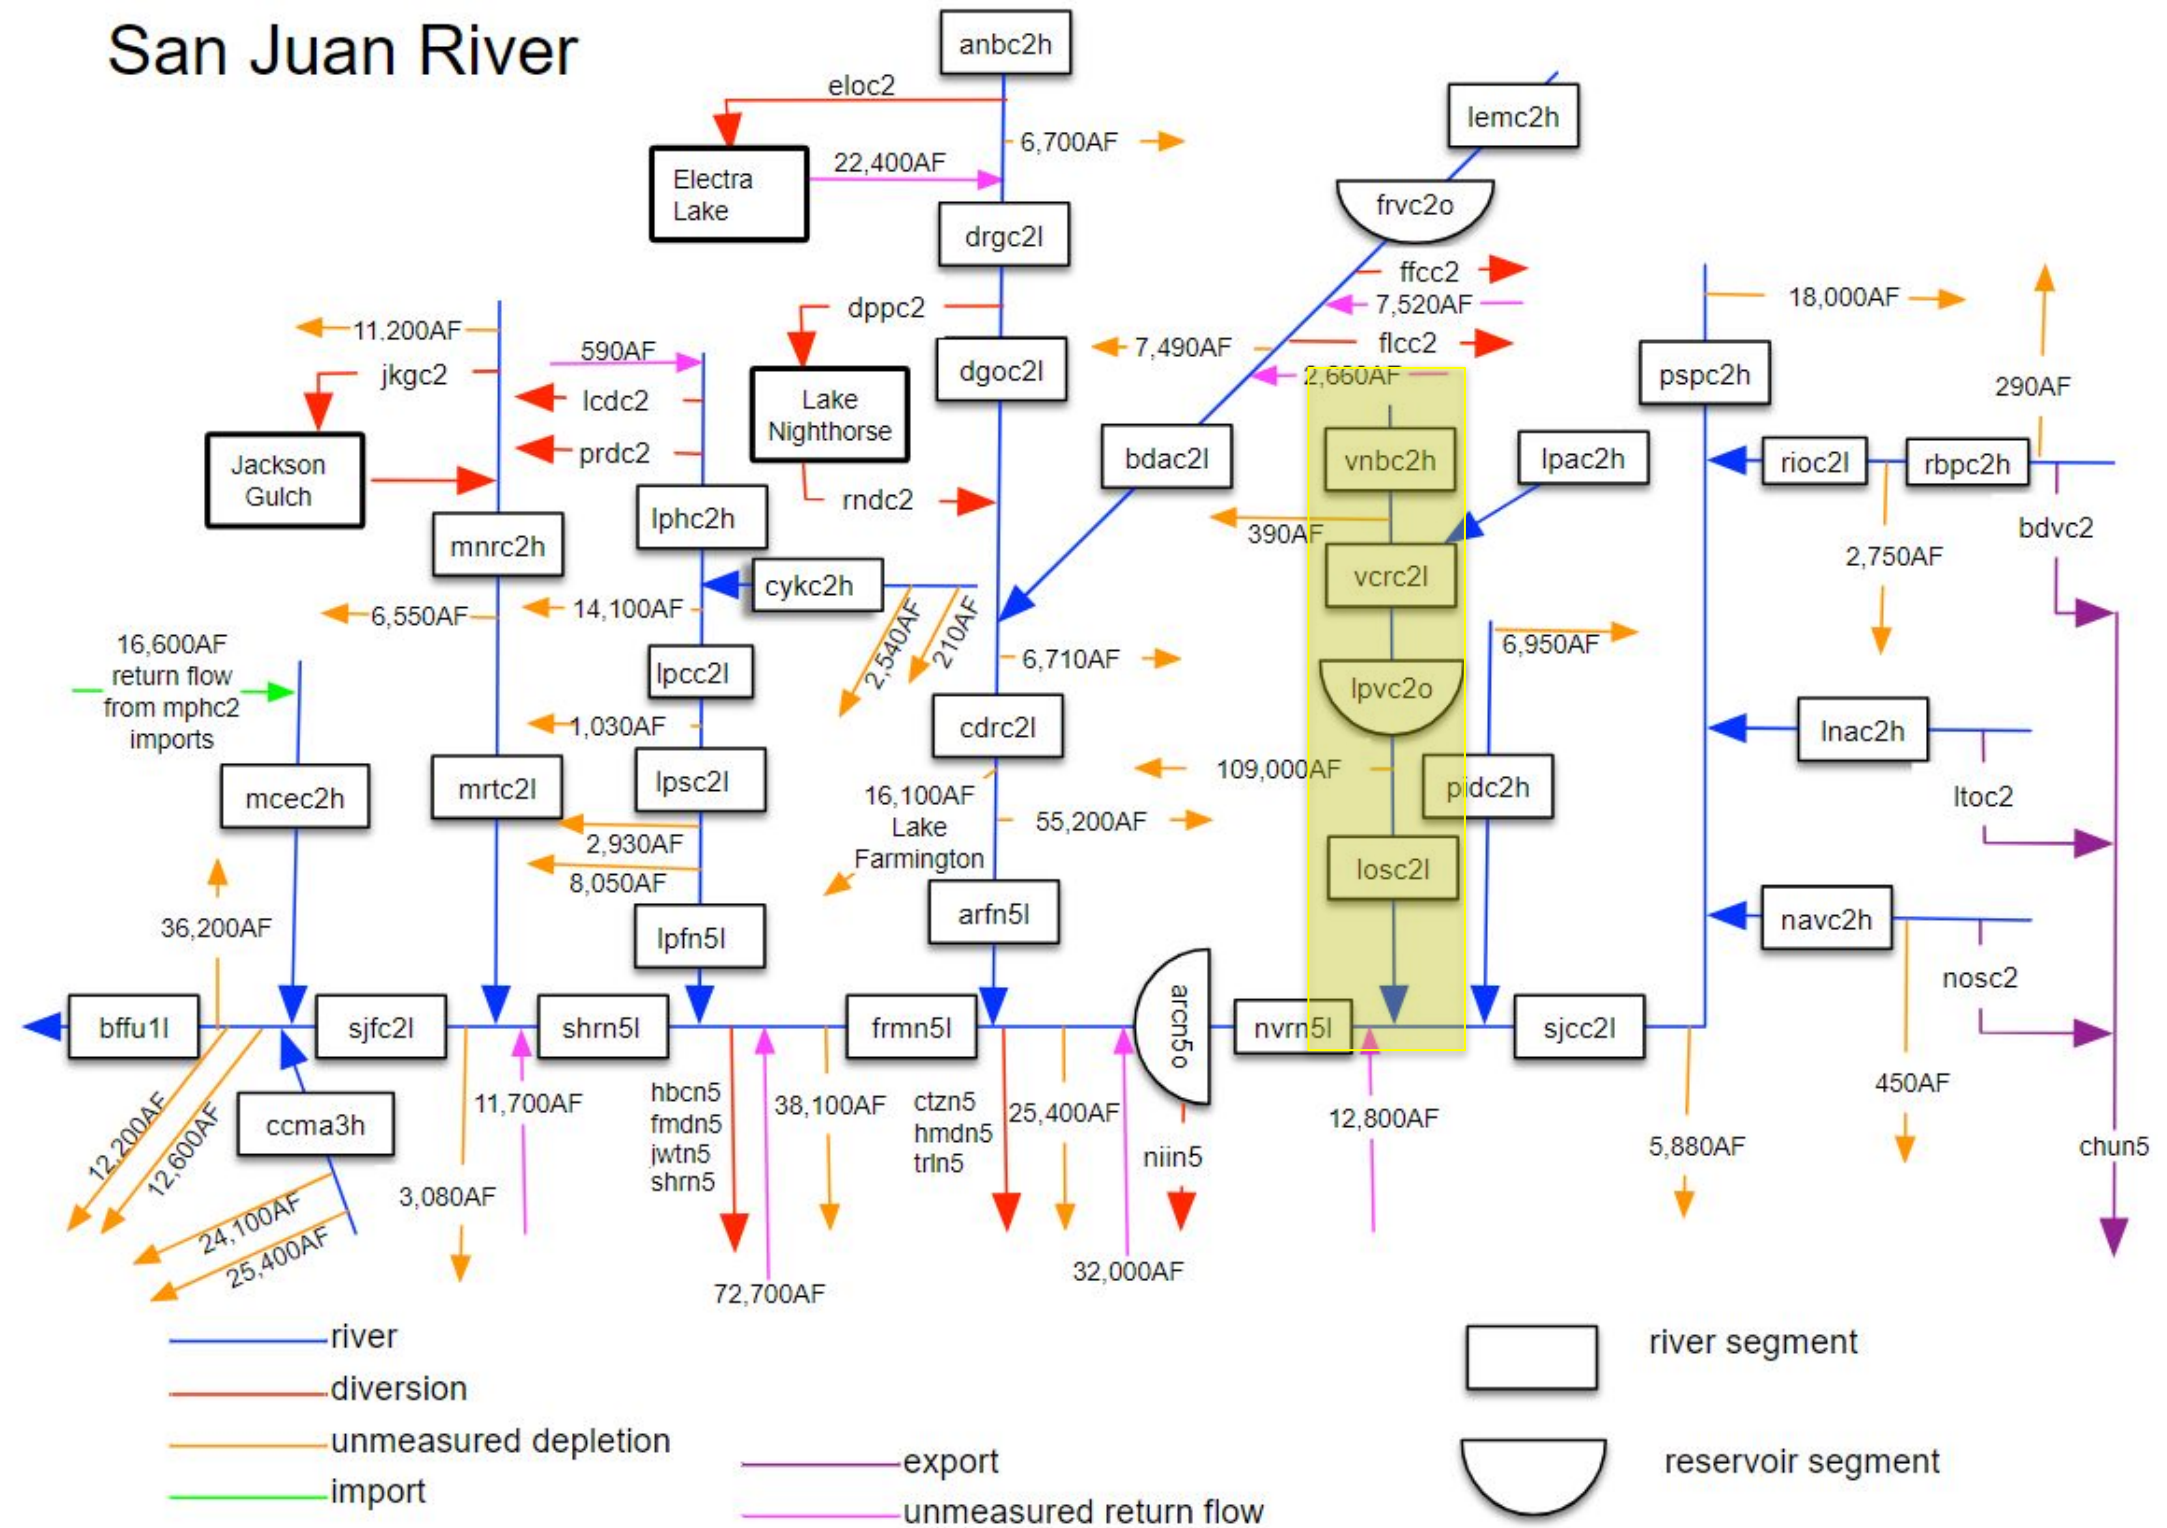 San Juan River
anbc2h
eloc2
6,700AF
lemc2h
22,400AF
Electra
Lake
frvc2o
drgc2l
ffcc2
7,520AF
18,000AF
dppc2
11,200AF
590AF
7,490AF
flcc2
jkgc2
lcdc2
dgoc2l
2,660AF
pspc2h
290AF
Lake
Nighthorse
prdc2
Jackson
Gulch
bdac2l
vnbc2h
lpac2h
rioc2l
rbpc2h
rndc2
lphc2h
390AF
bdvc2
mnrc2h
2,750AF
cykc2h
vcrc2l
6,550AF
14,100AF
2,540AF
210AF
16,600AF
return flow
from mphc2
imports
6,710AF
6,950AF
lpcc2l
lpvc2o
1,030AF
cdrc2l
lnac2h
109,000AF
mcec2h
mrtc2l
lpsc2l
pidc2h
ltoc2
16,100AF
Lake
Farmington
55,200AF
2,930AF
8,050AF
losc2l
36,200AF
lpfn5l
arfn5l
navc2h
nosc2
bffu1l
sjfc2l
shrn5l
frmn5l
arcn5o
nvrn5l
sjcc2l
12,200AF
12,600AF
ccma3h
11,700AF
hbcn5
fmdn5
jwtn5
shrn5
38,100AF
ctzn5
hmdn5
trln5
25,400AF
niin5
12,800AF
450AF
5,880AF
chun5
3,080AF
24,100AF
25,400AF
72,700AF
32,000AF
river
diversion
unmeasured depletion
import
export
unmeasured return flow
river segment
reservoir segment